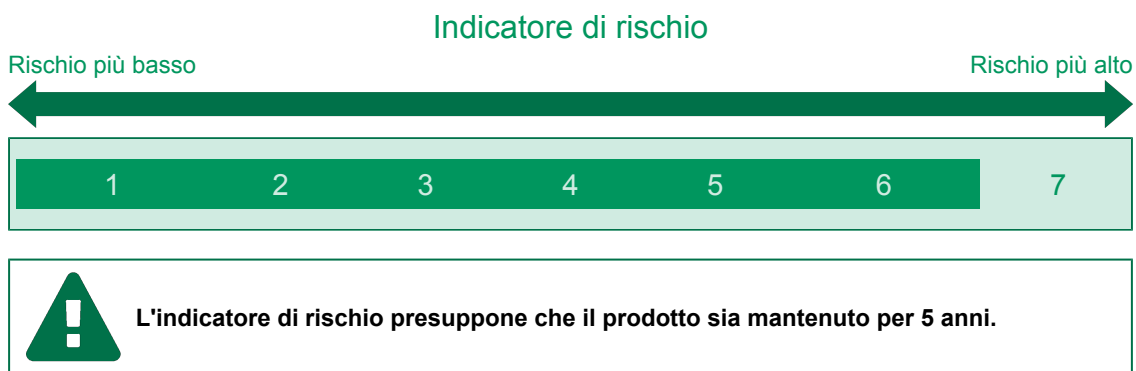 Indicatore di rischio
Rischio più basso Rischio più alto
1 2 3 4 5 6 7
L'indicatore di rischio presuppone che il prodotto sia mantenuto per 5 anni.